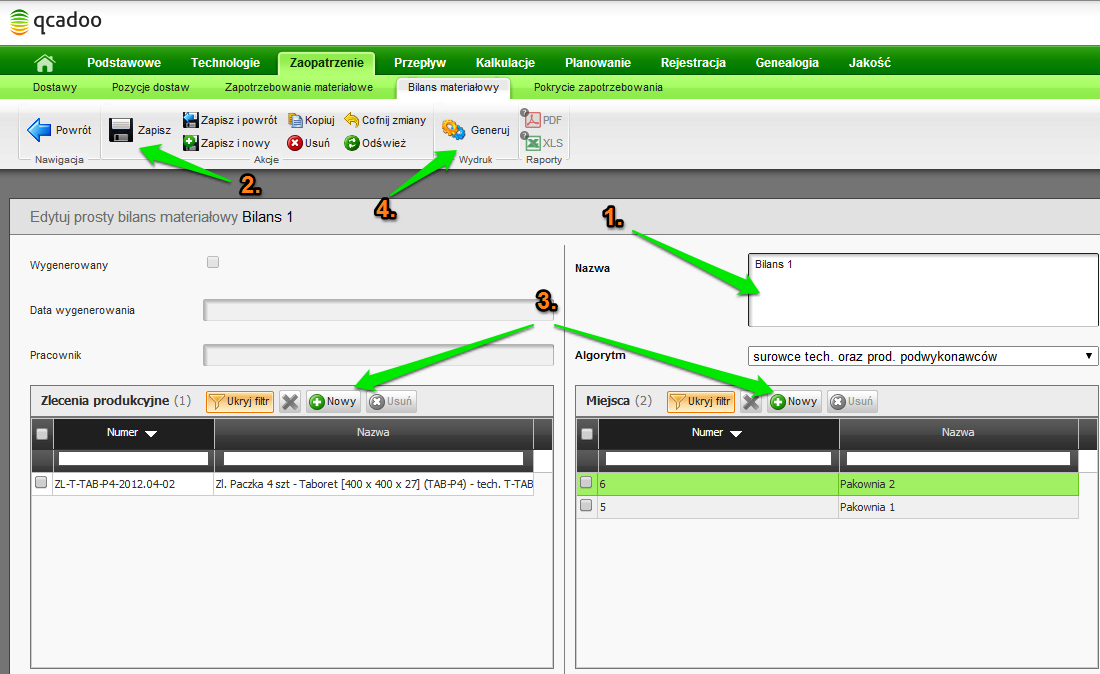 qcadoo
Podstawowe Technologie Zaopatrzenie Przepływ Kalkulacje Planowanie Rejestracja Genealogia Jakość
Dostawy Pozycje dostaw Zapotrzebowanie materiałowe Bilans materiałowy Pokrycie zapotrzebowania
Powrót Zapisz Zapisz i powrót Kopiuj Cofnij zmiany Generuj ? PDF
Zapisz i nowy Usuń Odśwież ? XLS
Nawigacja Akcje Wydruk Raporty
2.
4.
1.
Edytuj prosty bilans materiałowy Bilans 1
Wygenerowany
Nazwa Bilans 1
Data wygenerowania
3.
Pracownik
Algorytm surowce tech. oraz prod. podwykonawców
Zlecenia produkcyjne (1) Ukryj filtr Nowy Usuń
Miejsca (2) Ukryj filtr Nowy Usuń
Numer Nazwa
Numer Nazwa
ZL-T-TAB-P4-2012.04-02 Zl. Paczka 4 szt - Taboret [400 x 400 x 27] (TAB-P4) - tech. T-TAB
6 Pakownia 2
5 Pakownia 1